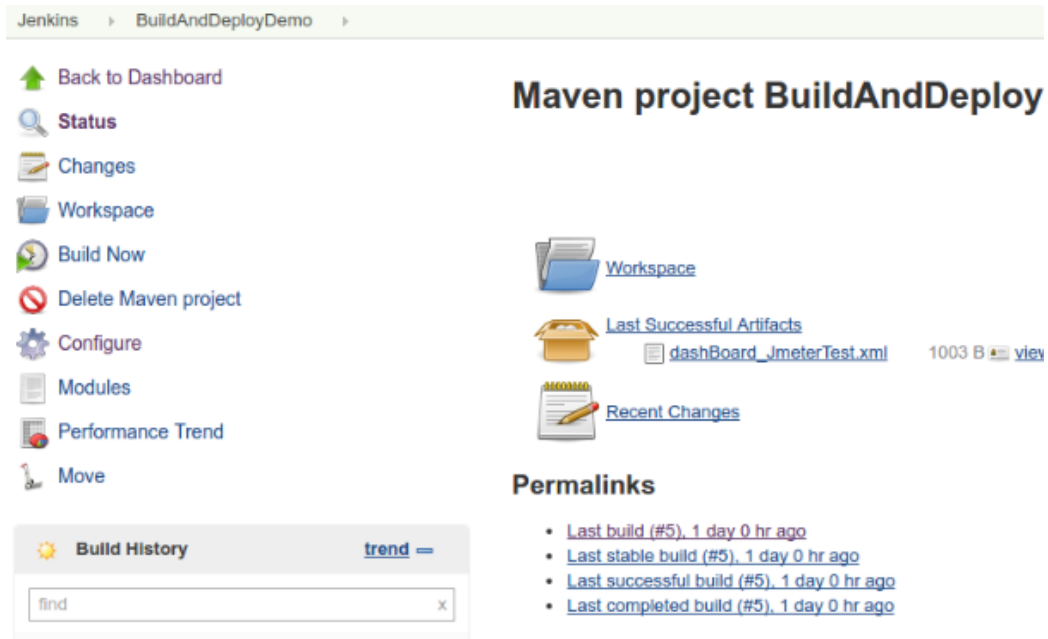 Jenkins BuildAndDeployDemo
Back to Dashboard
Status
Changes
Workspace
Build Now
Delete Maven project
Configure
Modules
Performance Trend
Move
Build History trend
find x
Maven project BuildAndDeploy
Workspace
Last Successful Artifacts
dashBoard_JmeterTest.xml 1003 B view
Recent Changes
Permalinks
Last build (#5), 1 day 0 hr ago
Last stable build (#5), 1 day 0 hr ago
Last successful build (#5), 1 day 0 hr ago
Last completed build (#5), 1 day 0 hr ago